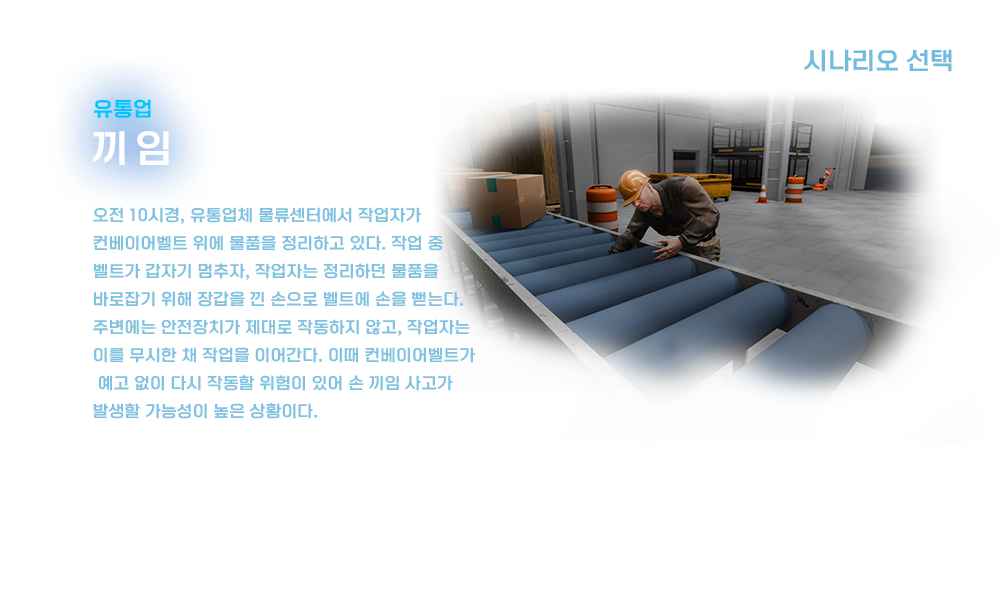 시나리오 선택
유통업
끼 임
오전 10시경, 유통업체 물류센터에서 작업자가
컨베이어벨트 위에 물품을 정리하고 있다. 작업 중
벨트가 갑자기 멈추자, 작업자는 정리하던 물품을
바로잡기 위해 장갑을 낀 손으로 벨트에 손을 뻗는다.
주변에는 안전장치가 제대로 작동하지 않고, 작업자는
이를 무시한 채 작업을 이어간다. 이때 컨베이어벨트가
예고 없이 다시 작동할 위험이 있어 손 끼임 사고가
발생할 가능성이 높은 상황이다.